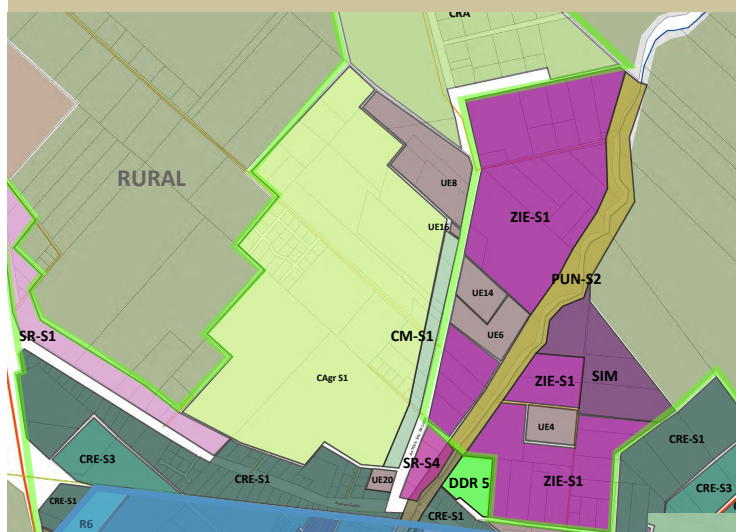 CRA
RURAL
UE8
UE16
ZIE-S1
PUN-S2
UE14
UE6
SR-S1
CM-S1
CAgr S1
ZIE-S1
SIM
UE4
CRE-S1
CRE-S3
CRE-S1
SR-S4
UE20
DDR 5
ZIE-S1
CRE-S3
CRE-S1
CRE-S1
R6